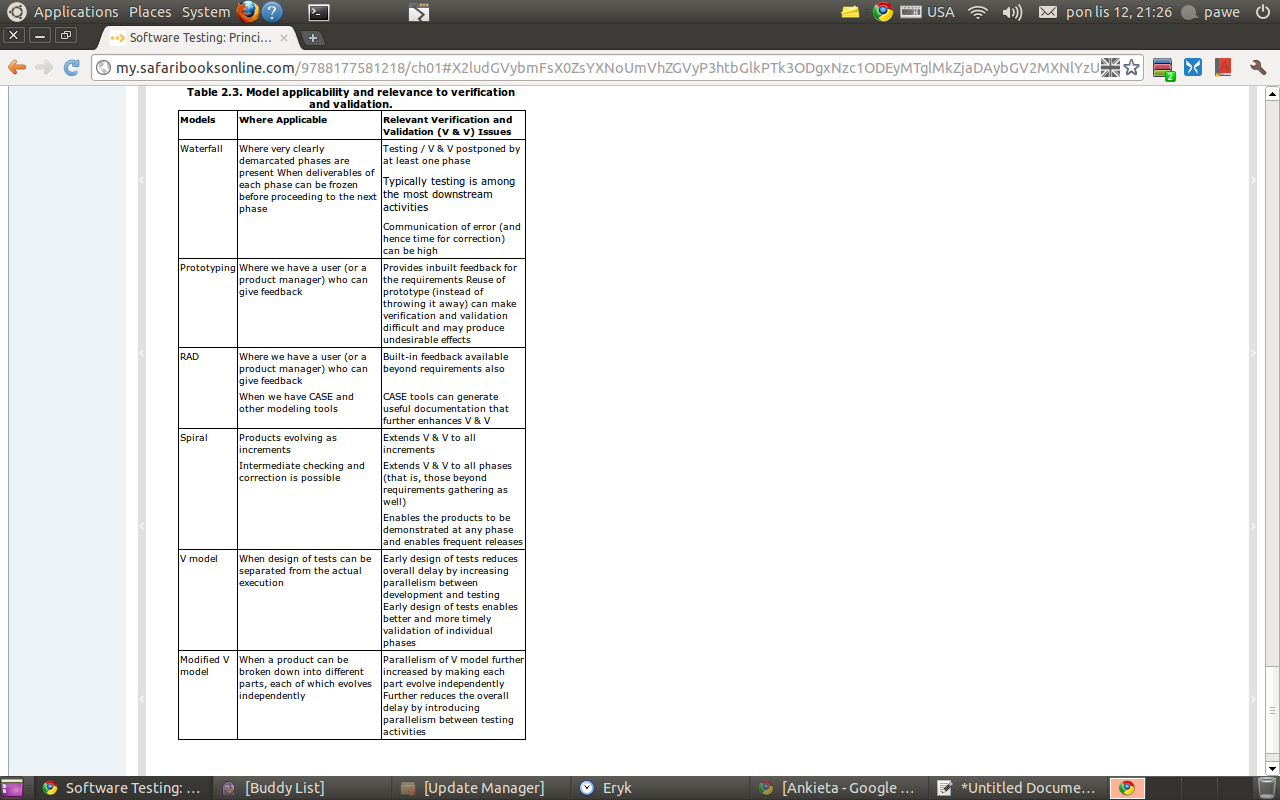 Applications Places System USA pon lis 12, 21:26 pawe
Software Testing: Princi...
my.safaribooksonline.com/9788177581218/ch01#X2ludGVybmFsX0ZsYXNoUmVhZGVyP3htbGlkPTk3ODgxNzc1ODEyMTglMkZjaDAybGV2MXNlYzU
2
Table 2.3. Model applicability and relevance to verification
and validation.
Models Where Applicable Relevant Verification and
Validation (V & V) Issues
Waterfall
Where very clearly
demarcated phases are
present When deliverables of
each phase can be frozen
before proceeding to the next
phase
Testing / V & V postponed by
at least one phase
Typically testing is among
the most downstream
activities
Communication of error (and
hence time for correction)
can be high
Prototyping
Where we have a user (or a
product manager) who can
give feedback
Provides inbuilt feedback for
the requirements Reuse of
prototype (instead of
throwing it away) can make
verification and validation
difficult and may produce
undesirable effects
RAD
Where we have a user (or a
product manager) who can
give feedback
When we have CASE and
other modeling tools
Built-in feedback available
beyond requirements also
CASE tools can generate
useful documentation that
further enhances V & V
Spiral
Products evolving as
increments
Intermediate checking and
correction is possible
Extends V & V to all
increments
Extends V & V to all phases
(that is, those beyond
requirements gathering as
well)
Enables the products to be
demonstrated at any phase
and enables frequent releases
V model
When design of tests can be
separated from the actual
execution
Early design of tests reduces
overall delay by increasing
parallelism between
development and testing
Early design of tests enables
better and more timely
validation of individual
phases
Modified V
model
When a product can be
broken down into different
parts, each of which evolves
independently
Parallelism of V model further
increased by making each
part evolve independently
Further reduces the overall
delay by introducing
parallelism between testing
activities
Software Testing: ... [Buddy List] [Update Manager] Eryk [Ankieta - Google ... *Untitled Docume...